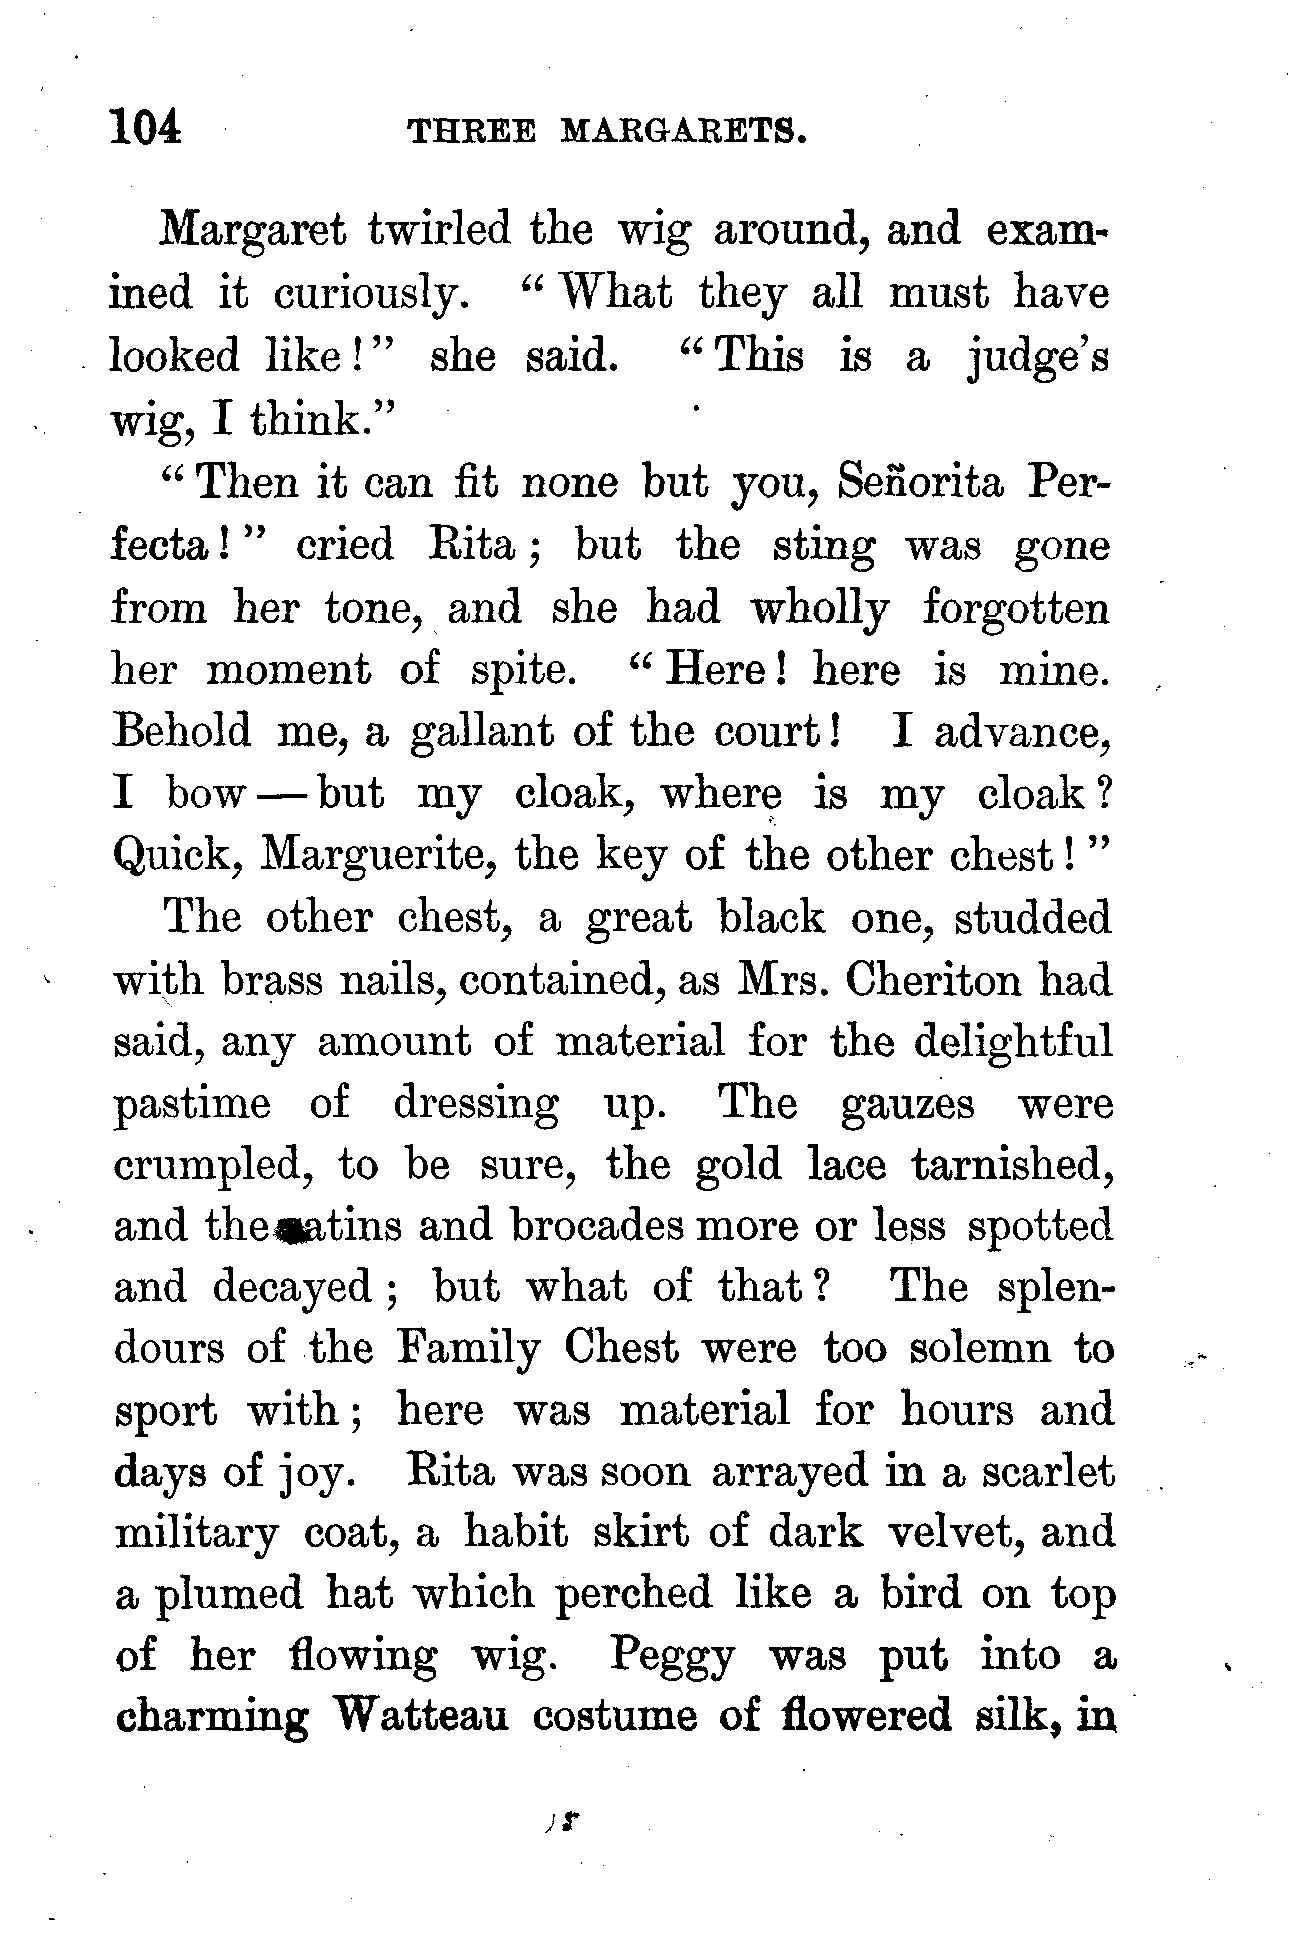 104 THREE MARGARETS.
Margaret twirled the wig around, and exam-
ined it curiously. “ What they all must have
looked like ! ” she said. “ This is a judge’s
wig, I think.”
“ Then it can fit none but you, Señorita Per-
fecta ! ” cried Rita ; but the sting was gone
from her tone, and she had wholly forgotten
her moment of spite. “ Here ! here is mine.
Behold me, a gallant of the court ! I advance,
I bow — but my cloak, where is my cloak ?
Quick, Marguerite, the key of the other chest ! ”
The other chest, a great black one, studded
with brass nails, contained, as Mrs. Cheriton had
said, any amount of material for the delightful
pastime of dressing up. The gauzes were
crumpled, to be sure, the gold lace tarnished,
and the atins and brocades more or less spotted
and decayed ; but what of that ? The splen-
dours of the Family Chest were too solemn to
sport with ; here was material for hours and
days of joy. Rita was soon arrayed in a scarlet
military coat, a habit skirt of dark velvet, and
a plumed hat which perched like a bird on top
of her flowing wig. Peggy was put into a
charming Watteau costume of flowered silk, in